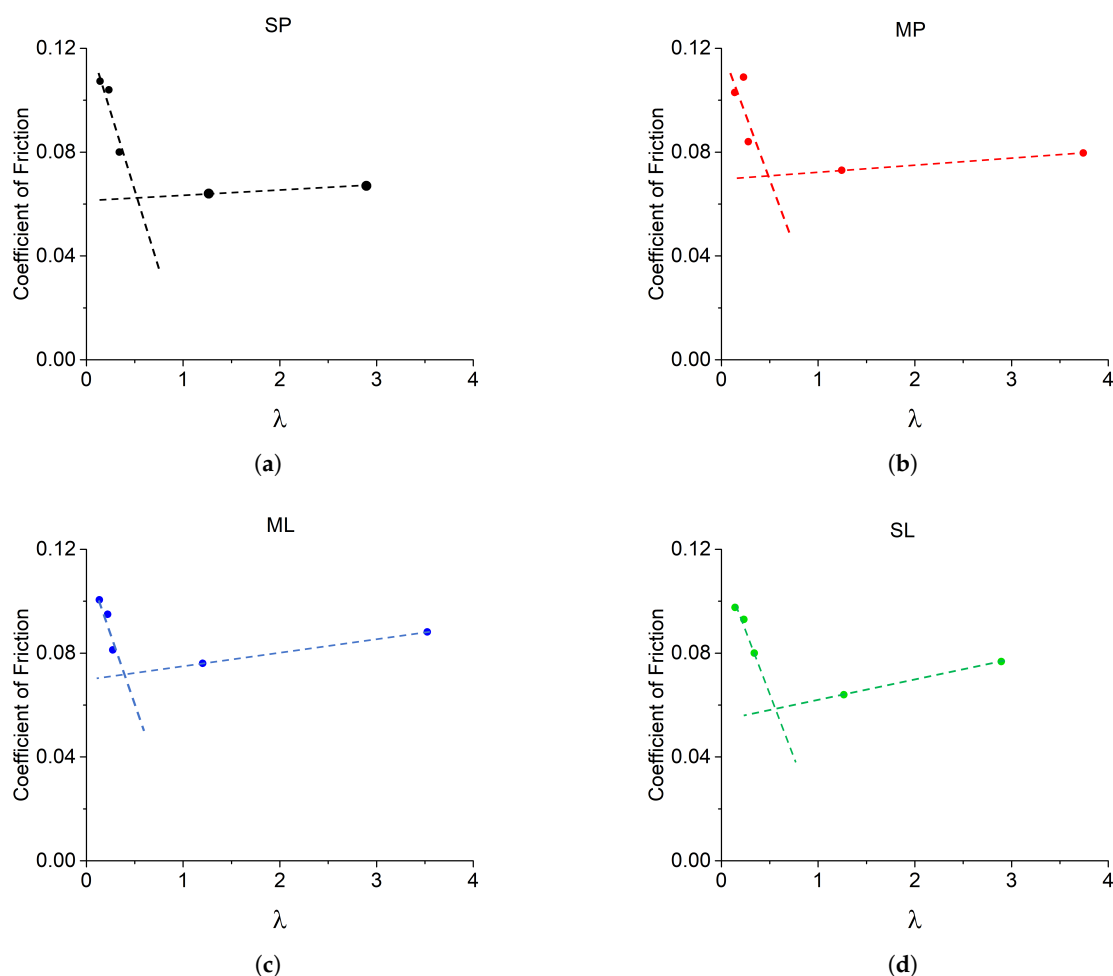 SP
0.12
0.08
0.04
0.00
Coefficient of Friction
0 1 2 3 4
λ
(a)
MP
0.12
0.08
0.04
0.00
Coefficient of Friction
0 1 2 3 4
λ
(b)
ML
0.12
0.08
0.04
0.00
Coefficient of Friction
0 1 2 3 4
λ
(c)
SL
0.12
0.08
0.04
0.00
Coefficient of Friction
0 1 2 3 4
λ
(d)